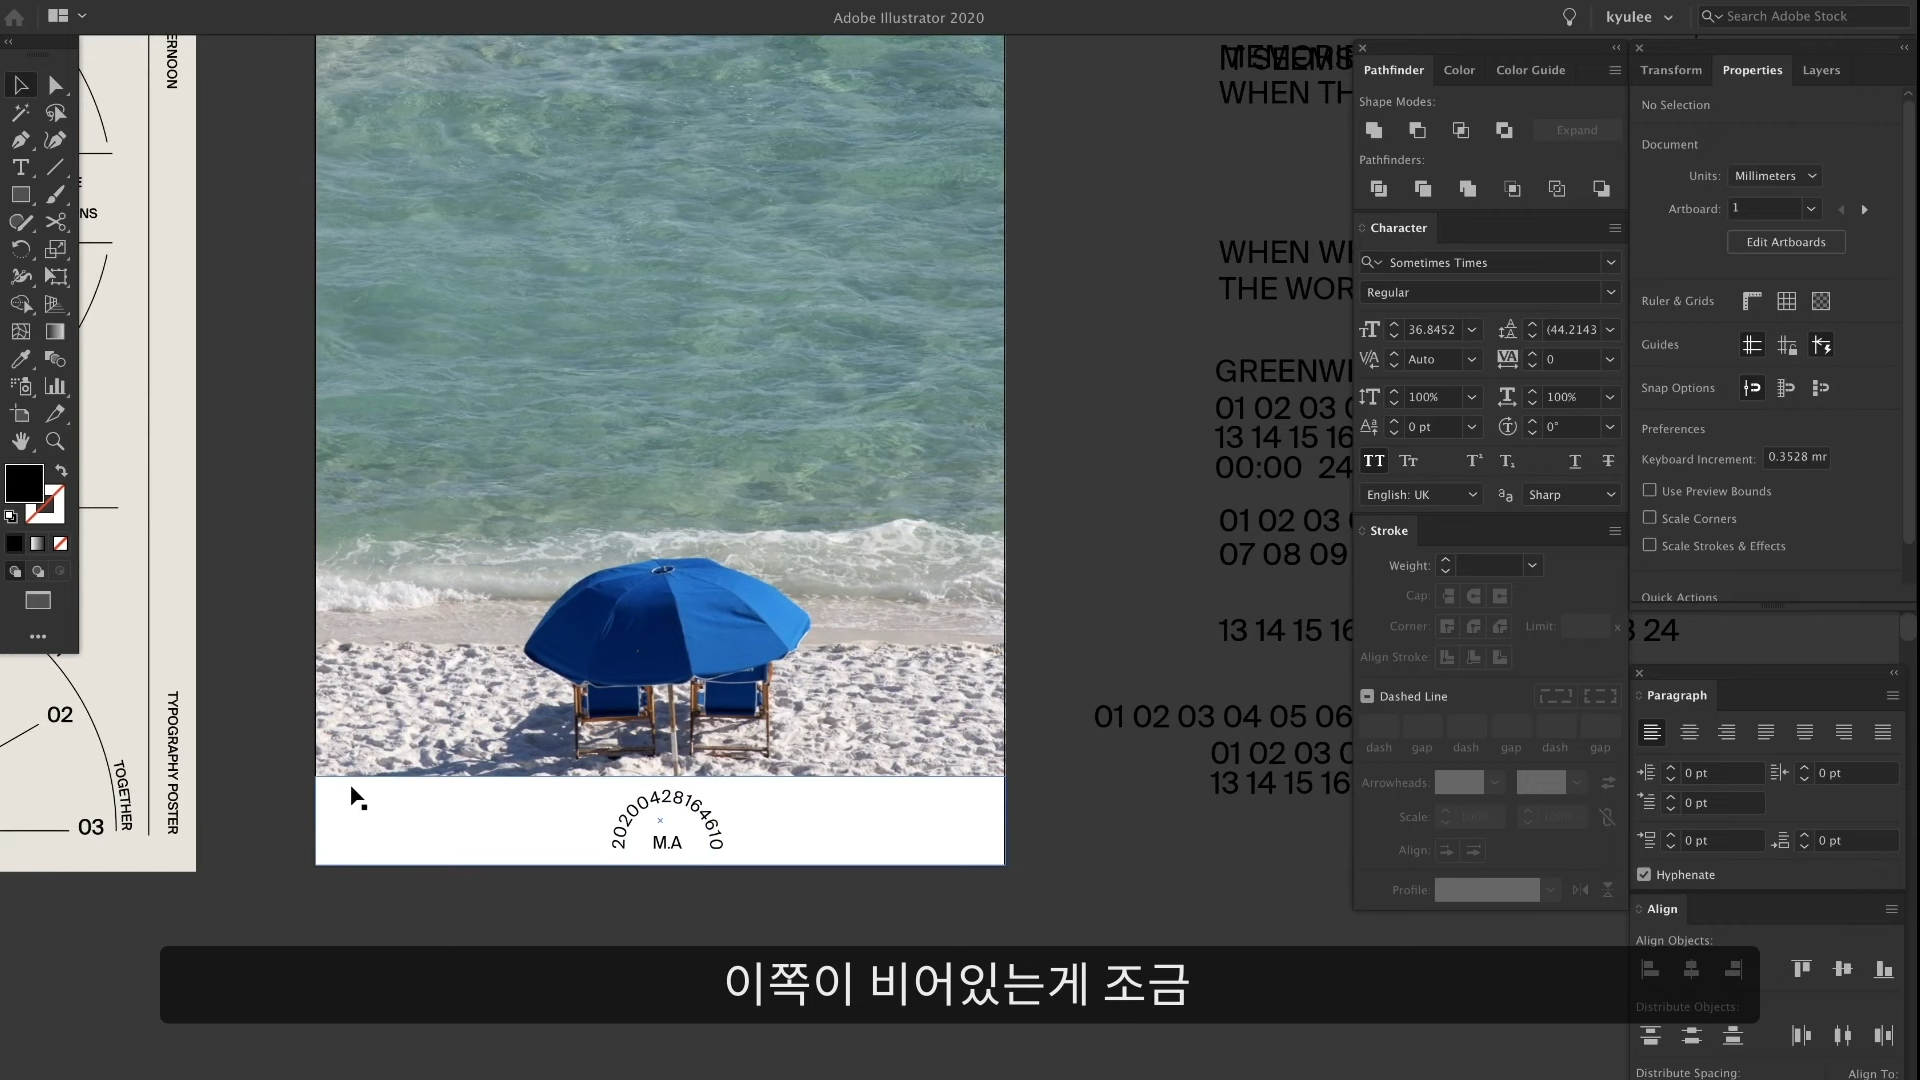 Adobe Illustrator 2020
kyulee
Search Adobe Stock
NS
02
03
TOGETHER
TYPOGRAPHY POSTER
20200428164610
M.A
WHEN TH
WHEN WI
THE WOR
GREENWI
01 02 03
13 14 15 16
00:00 24
01 02 03
07 08 09
13 14 15 16
3 24
01 02 03 04 05 06
01 02 03
13 14 15 16
Pathfinder
Color
Color Guide
Shape Modes:
Expand
Pathfinders:
Character
Sometimes Times
Regular
36.8452
(44.2143
Auto
0
100%
100%
0 pt
0°
English: UK
Sharp
Stroke
Weight:
Cap:
Corner:
Limit:
x
Align Stroke:
Dashed Line
dash
gap
dash
gap
dash
gap
Arrowheads:
Scale:
100%
100%
Align:
Profile:
Transform
Properties
Layers
No Selection
Document
Units:
Millimeters
Artboard:
1
Edit Artboards
Ruler & Grids
Guides
Snap Options
Preferences
Keyboard Increment:
0.3528 mr
Use Preview Bounds
Scale Corners
Scale Strokes & Effects
Quick Actions
Paragraph
0 pt
0 pt
0 pt
0 pt
0 pt
Hyphenate
Align
Align Objects:
Distribute Objects:
Distribute Spacing:
Align To:
이쪽이 비어있는게 조금